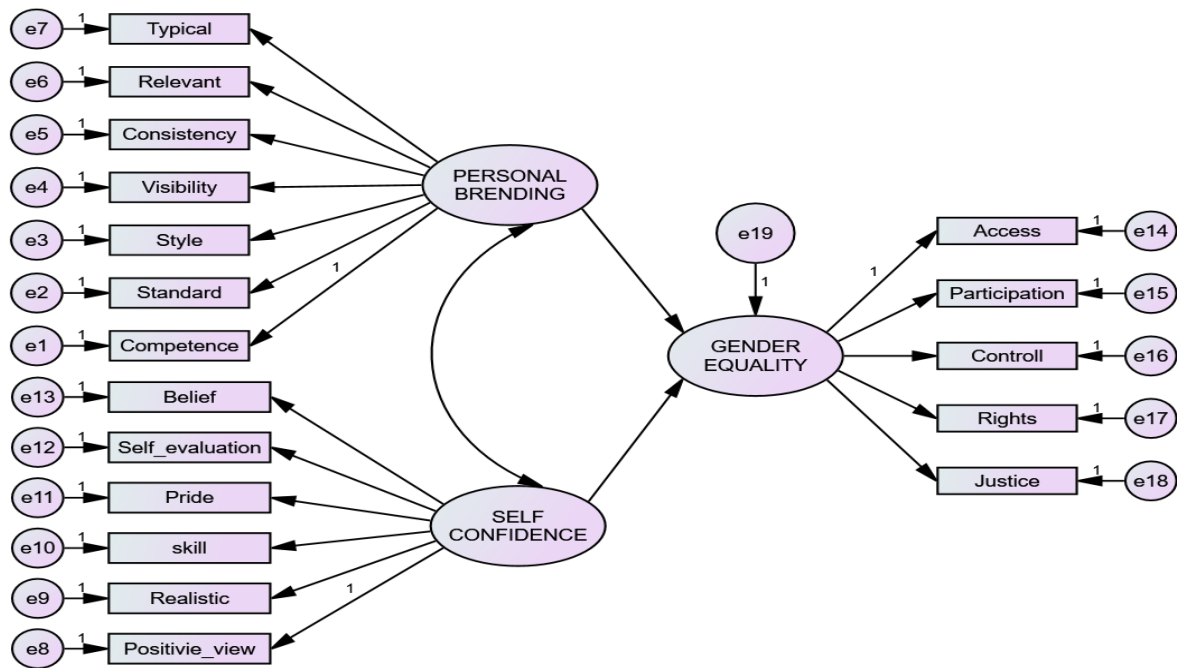 e7 1 Typical
e6 1 Relevant
e5 1 Consistency
e4 1 Visibility
e3 1 Style
e2 1 Standard
e1 1 Competence
1
PERSONAL
BRENDING
e13 1 Belief
e12 1 Self_evaluation
e11 1 Pride
e10 1 skill
e9 1 Realistic
e8 1 Positivie_view
1
SELF
CONFIDENCE
e19
1
GENDER
EQUALITY
1
Access 1 e14
Participation 1 e15
Controll 1 e16
Rights 1 e17
Justice 1 e18